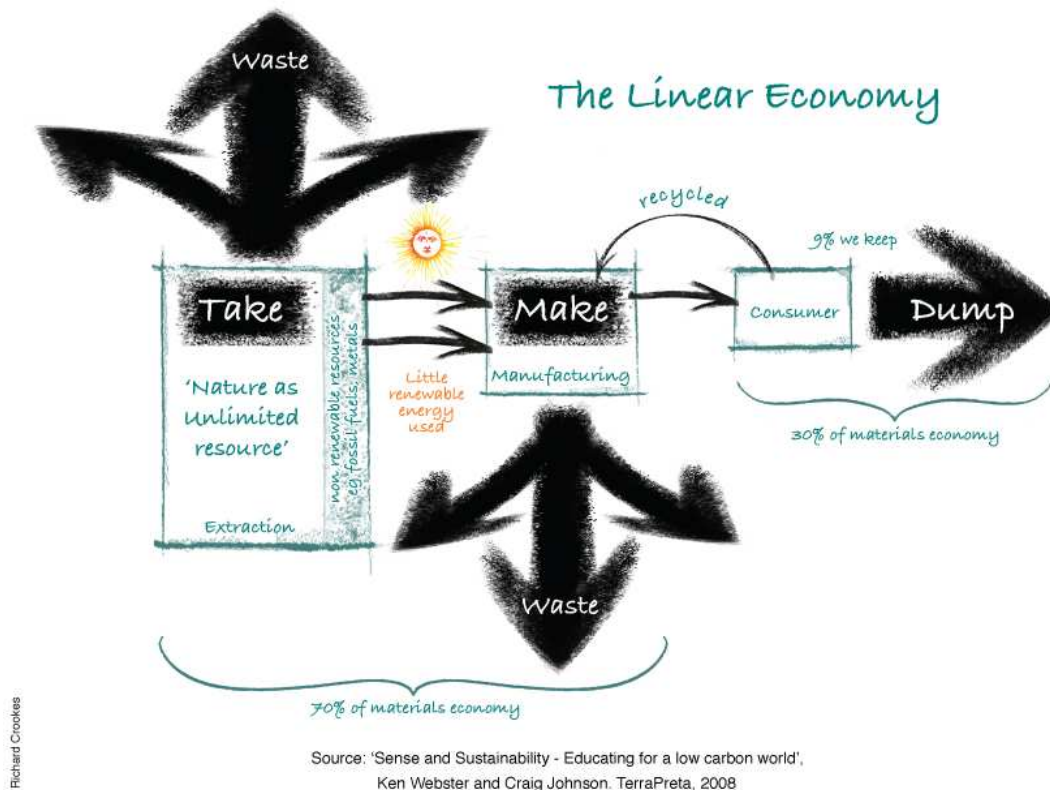 Waste
The Linear Economy
recycled
9% we keep
Take
Make
Consumer
Dump
'Nature as
Unlimited
resource'
non renewable resources
eg fossil fuels, metals
Extraction
Little
renewable
energy
used
Manufacturing
30% of materials economy
Waste
70% of materials economy
Richard Crookes
Source: 'Sense and Sustainability - Educating for a low carbon world',
Ken Webster and Craig Johnson. TerraPreta, 2008